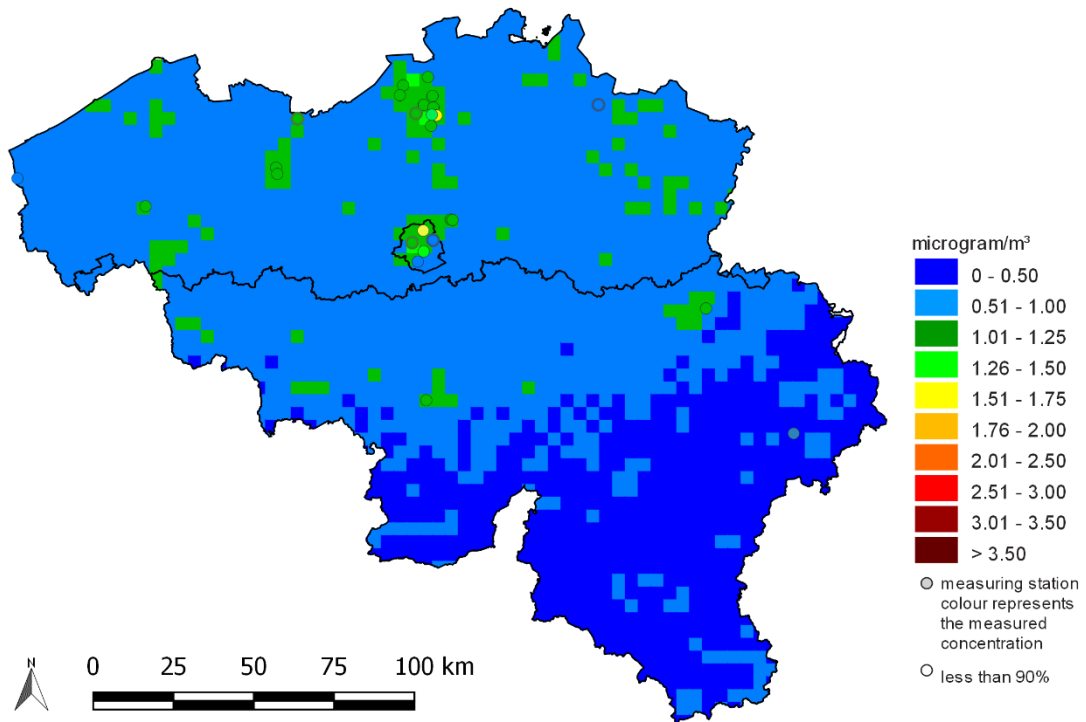 microgram/m³
0 - 0.50
0.51 - 1.00
1.01 - 1.25
1.26 - 1.50
1.51 - 1.75
1.76 - 2.00
2.01 - 2.50
2.51 - 3.00
3.01 - 3.50
> 3.50
measuring station
colour represents
the measured
concentration
less than 90%
N
0 25 50 75 100 km